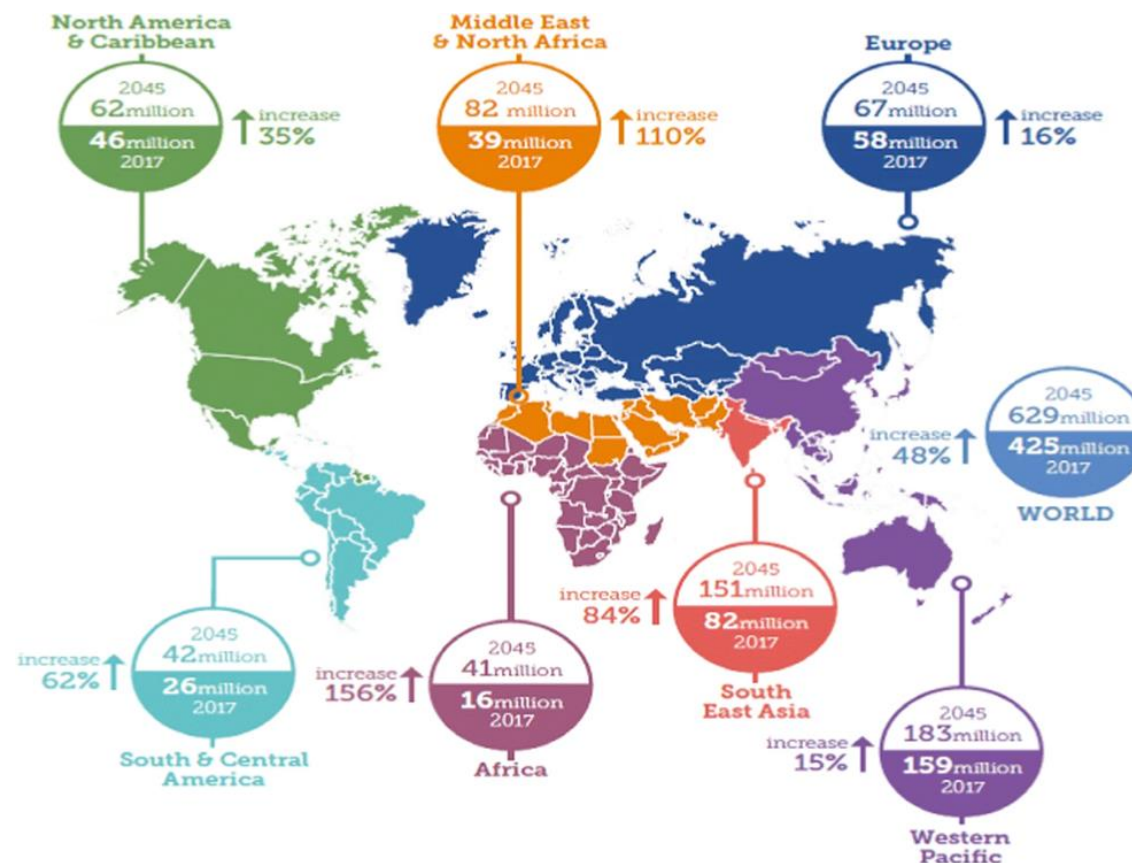 North America
& Caribbean
2045
62million
46million
2017
increase
35%
Middle East
& North Africa
2045
82 million
39million
2017
increase
110%
Europe
2045
67million
58million
2017
increase
16%
2045
629million
425million
2017
increase
48%
WORLD
2045
42million
26million
2017
increase
62%
South & Central
America
2045
41million
16million
2017
increase
156%
Africa
2045
151million
82million
2017
increase
84%
South
East Asia
2045
183million
159million
2017
increase
15%
Western
Pacific